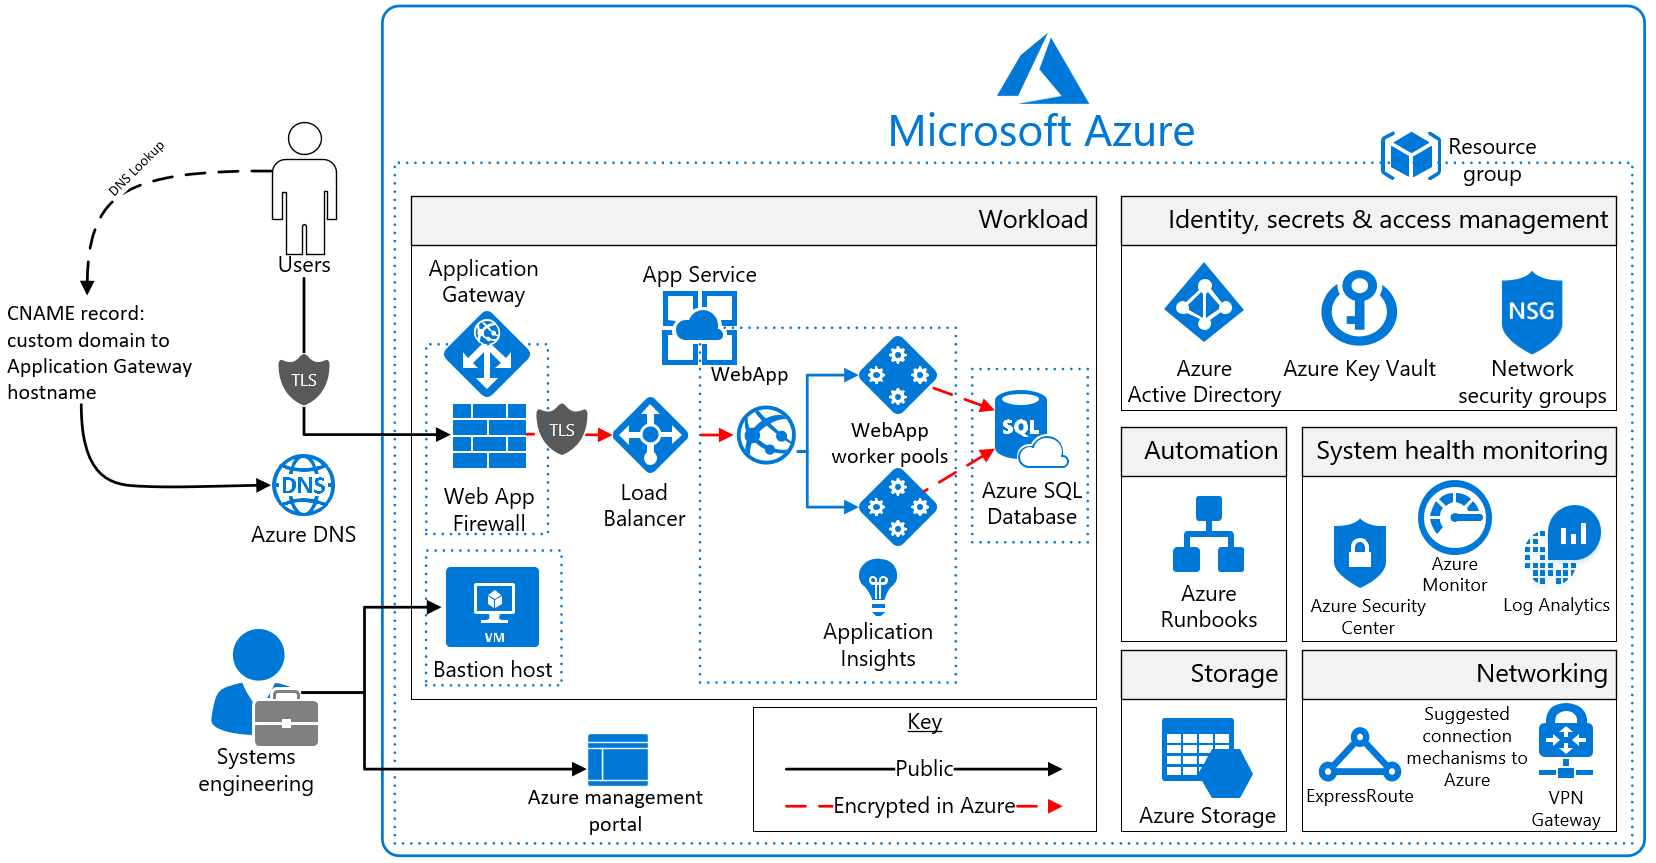 Microsoft Azure
Resource
group
DNS Lookup
Users
CNAME record:
custom domain to
Application Gateway
hostname
TLS
DNS
Azure DNS
Systems
engineering
Workload
Application
Gateway
Web App
Firewall
TLS
Load
Balancer
App Service
WebApp
WebApp
worker pools
Application
Insights
SQL
Azure SQL
Database
VM
Bastion host
Azure management
portal
Key
Public
Encrypted in Azure
Identity, secrets & access management
Azure
Active Directory
Azure Key Vault
NSG
Network
security groups
Automation
Azure
Runbooks
System health monitoring
Azure Security
Center
Azure
Monitor
Log Analytics
Storage
Azure Storage
Networking
ExpressRoute
Suggested
connection
mechanisms to
Azure
VPN
Gateway